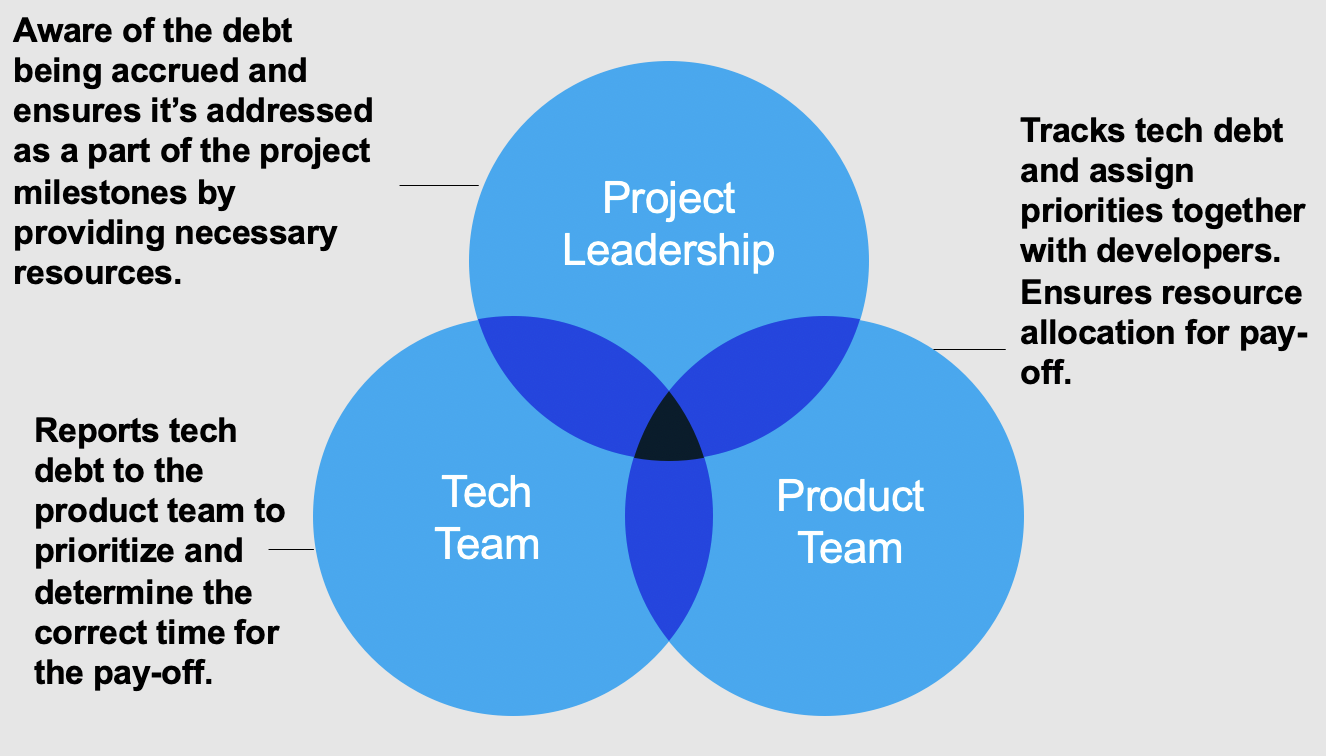 Aware of the debt
being accrued and
ensures it’s addressed
as a part of the project
milestones by
providing necessary
resources.
Project
Leadership
Tracks tech debt
and assign
priorities together
with developers.
Ensures resource
allocation for pay-
off.
Reports tech
debt to the
product team to
prioritize and
determine the
correct time for
the pay-off.
Tech
Team
Product
Team